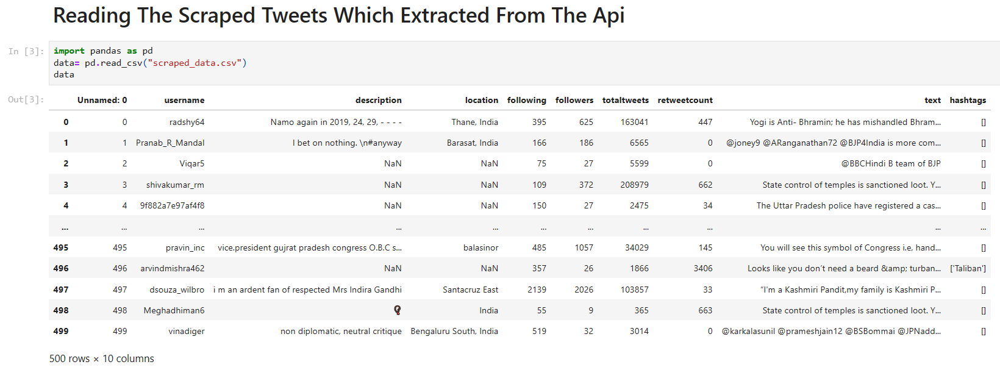 Reading The Scraped Tweets Which Extracted From The Api
In [3]:
import pandas as pd
data= pd.read_csv("scraped_data.csv")
data
Out[3]:
Unnamed: 0 username description location following followers totaltweets retweetcount text hashtags
0 0 radshy64 Namo again in 2019, 24, 29, - - - - Thane, India 395 625 163041 447 Yogi is Anti- Bhramin; he has mishandled Bhram... []
1 1 Pranab_R_Mandal I bet on nothing. \n#anyway Barasat, India 166 186 6565 0 @joney9 @ARanganathan72 @BJP4India is more com... []
2 2 Viqar5 NaN NaN 75 27 5599 0 @BBCHindi B team of BJP []
3 3 shivakumar_rm NaN NaN 109 372 208979 662 State control of temples is sanctioned loot. Y... []
4 4 9f882a7e97af4f8 NaN NaN 150 27 2475 34 The Uttar Pradesh police have registered a cas... []
... ... ... ... ... ... ... ... ... ... ...
495 495 pravin_inc vice.president gujrat pradesh congress O.B.C s... balasinor 485 1057 34029 145 You will see this symbol of Congress i.e, hand... []
496 496 arvindmishra462 NaN NaN 357 26 1866 3406 Looks like you don't need a beard &amp; turban... ['Taliban']
497 497 dsouza_wilbro i m an ardent fan of respected Mrs Indira Gandhi Santacruz East 2139 2026 103857 33 “I'm a Kashmiri Pandit,my family is Kashmiri P... []
498 498 Meghadhiman6 India 55 9 365 663 State control of temples is sanctioned loot. Y... []
499 499 vinadiger non diplomatic, neutral critique Bengaluru South, India 519 32 3014 0 @karkalasunil @prameshjain12 @BSBommai @JPNadd... []
500 rows × 10 columns